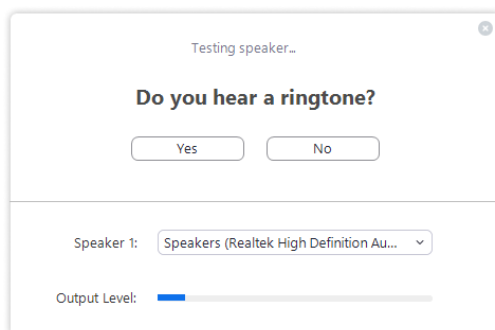 Testing speaker...
Do you hear a ringtone?
Yes No
Speaker 1: Speakers (Realtek High Definition Au...
Output Level: